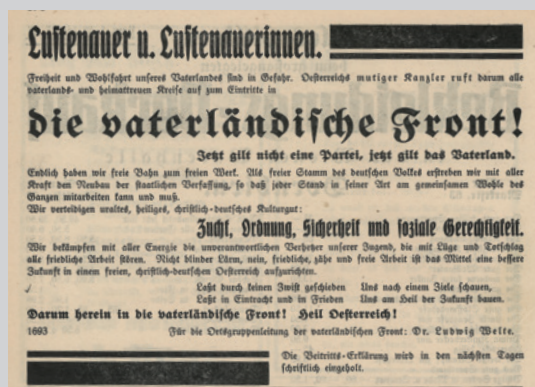 Lustenauer u. Lustenauerinnen.
Freiheit und Wohlfahrt unseres Vaterlandes sind in Gefahr. Oesterreichs mutiger Kanzler ruft darum alle
vaterlands- und heimattreuen Kreise auf zum Eintritte in
die vaterländische Front!
Jetzt gilt nicht eine Partei, jetzt gilt das Vaterland.
Endlich haben wir freie Bahn zum freien Werk. Als freier Stamm des deutschen Volkes erstreben wir mit aller
Kraft den Neubau der staatlichen Verfassung, so daß jeder Stand in seiner Art am gemeinsamen Wohle des
Ganzen mitarbeiten kann und muß.
Wir verteidigen uraltes, heiliges, christlich-deutsches Kulturgut:
Zucht, Ordnung, Sicherheit und soziale Gerechtigkeit.
Wir bekämpfen mit aller Energie die unverantwortlichen Verhetzer unserer Jugend, die mit Lüge und Totschlag
alle friedliche Arbeit stören. Nicht blinder Lärm, nein, friedliche, zähe und freie Arbeit ist das Mittel eine bessere
Zukunft in einem freien, christlich-deutschen Oesterreich aufzurichten.
Laßt durch keinen Zwist geschieden Uns nach einem Ziele schauen,
Laßt in Eintracht und in Frieden Uns am Heil der Zukunft bauen.
Darum herein in die vaterländische Front! Heil Oesterreich!
1693 Für die Ortsgruppenleitung der vaterländischen Front: Dr. Ludwig Welte.
Die Beitritts-Erklärung wird in den nächsten Tagen
schriftlich eingeholt.